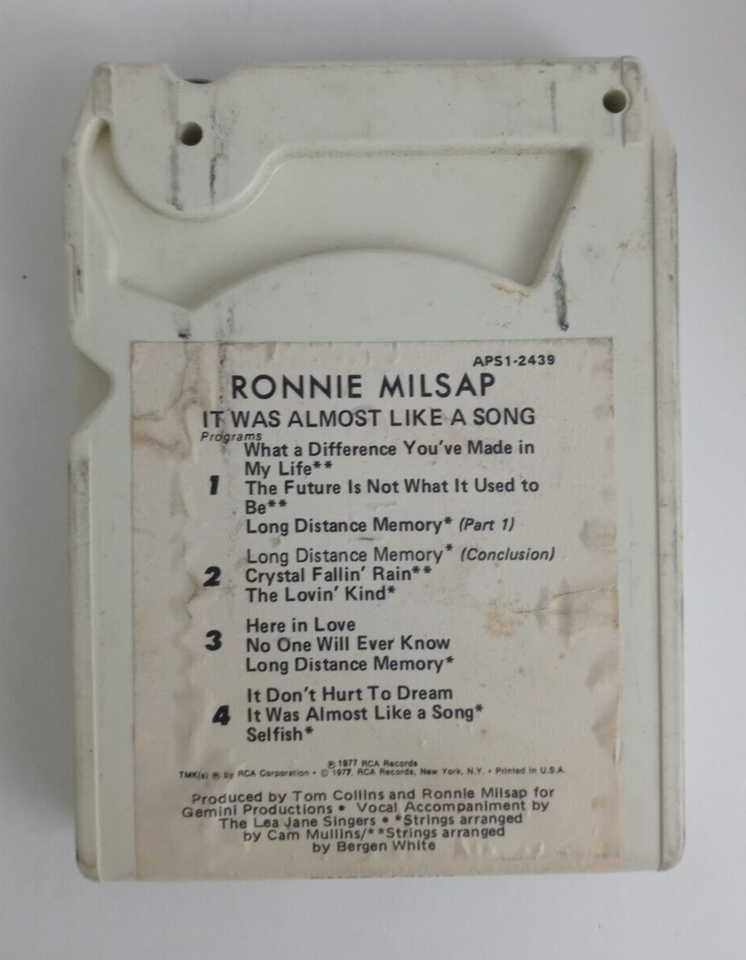 APS1-2439
RONNIE MILSAP
IT WAS ALMOST LIKE A SONG
Programs
What a Difference You've Made in
My Life**
1 The Future Is Not What It Used to
Be**
Long Distance Memory* (Part 1)
Long Distance Memory* (Conclusion)
2 Crystal Fallin' Rain**
The Lovin' Kind*
Here in Love
3 No One Will Ever Know
Long Distance Memory*
It Don't Hurt To Dream
4 It Was Almost Like a Song*
Selfish*
℗ 1977 RCA Records
TMK(s) ® by RCA Corporation • © 1977, RCA Records, New York, N.Y. • Printed in U.S.A.
Produced by Tom Collins and Ronnie Milsap for
Gemini Productions • Vocal Accompaniment by
The Lea Jane Singers • *Strings arranged
by Cam Mullins/**Strings arranged
by Bergen White